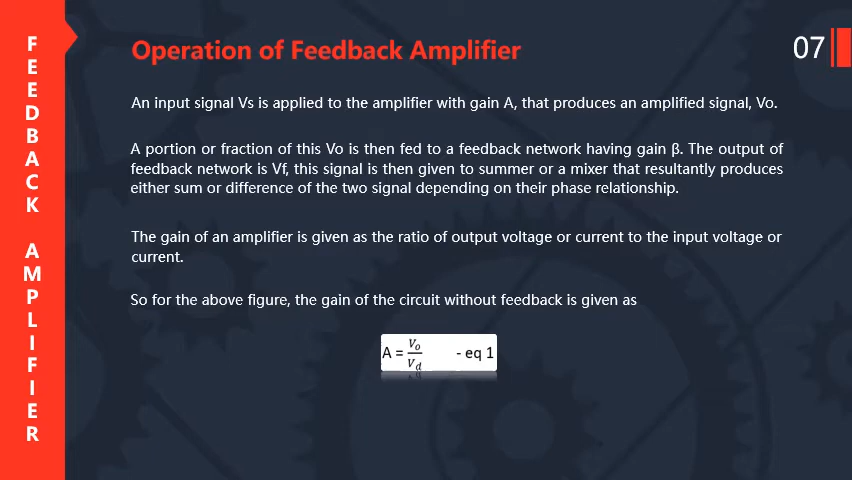 FEEDBACK AMPLIFIER
Operation of Feedback Amplifier
07
An input signal Vs is applied to the amplifier with gain A, that produces an amplified signal, Vo.
A portion or fraction of this Vo is then fed to a feedback network having gain β. The output of
feedback network is Vf, this signal is then given to summer or a mixer that resultantly produces
either sum or difference of the two signal depending on their phase relationship.
The gain of an amplifier is given as the ratio of output voltage or current to the input voltage or
current.
So for the above figure, the gain of the circuit without feedback is given as
A = Vo/Vd - eq 1